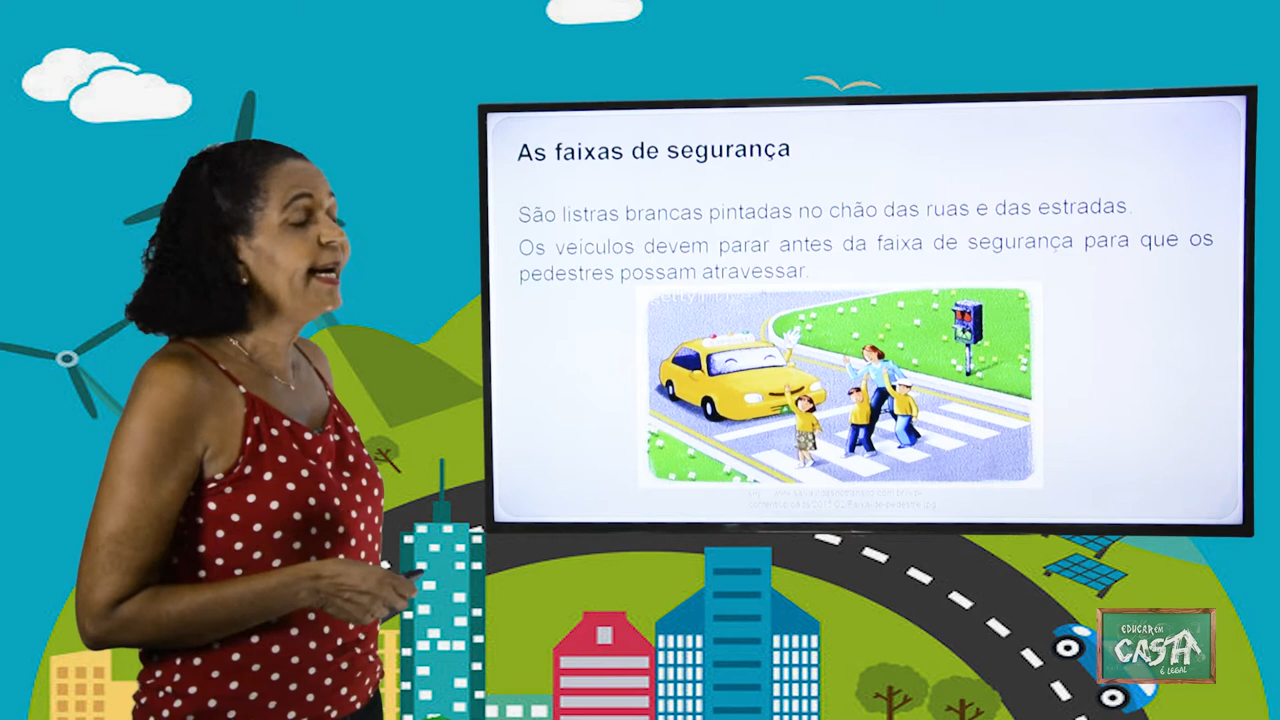 As faixas de segurança
São listras brancas pintadas no chão das ruas e das estradas.
Os veículos devem parar antes da faixa de segurança para que os
pedestres possam atravessar.
EDUCAR EM
CASA
É LEGAL